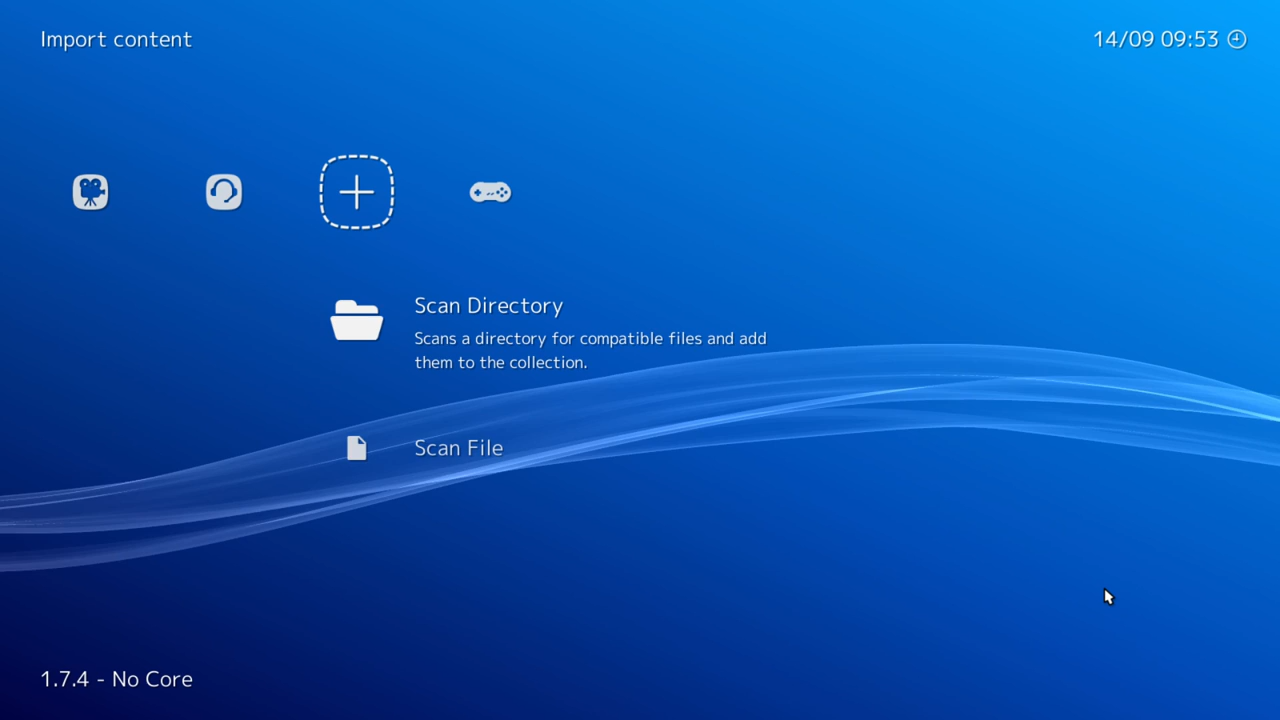 Import content
14/09 09:53
Scan Directory
Scans a directory for compatible files and add
them to the collection.
Scan File
1.7.4 - No Core